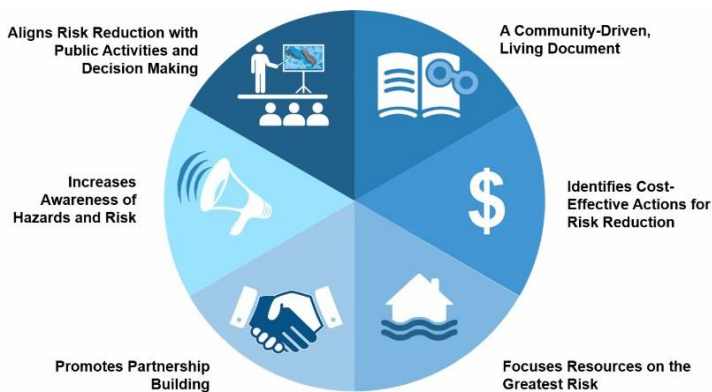 Aligns Risk Reduction with
Public Activities and
Decision Making
A Community-Driven,
Living Document
Increases
Awareness of
Hazards and Risk
$
Identifies Cost-
Effective Actions for
Risk Reduction
Promotes Partnership
Building
Focuses Resources on the
Greatest Risk